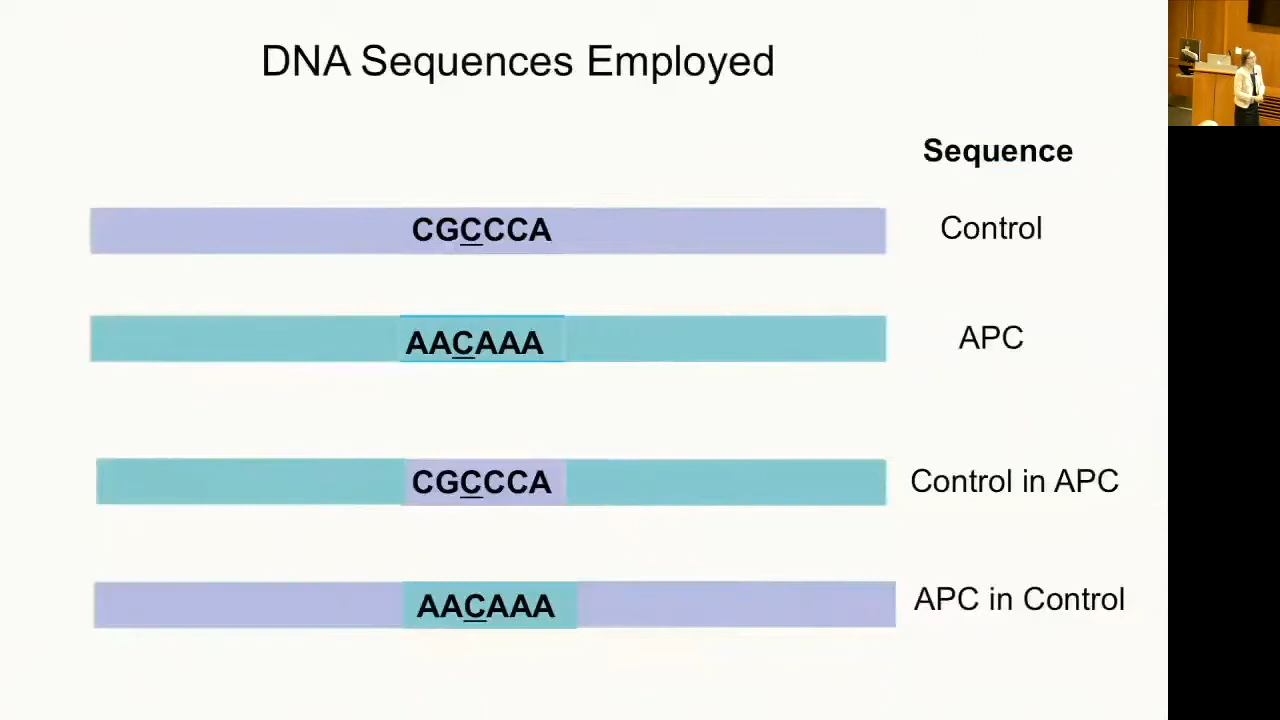 DNA Sequences Employed
Sequence
CGCCCA Control
AACAAA APC
CGCCCA Control in APC
AACAAA APC in Control